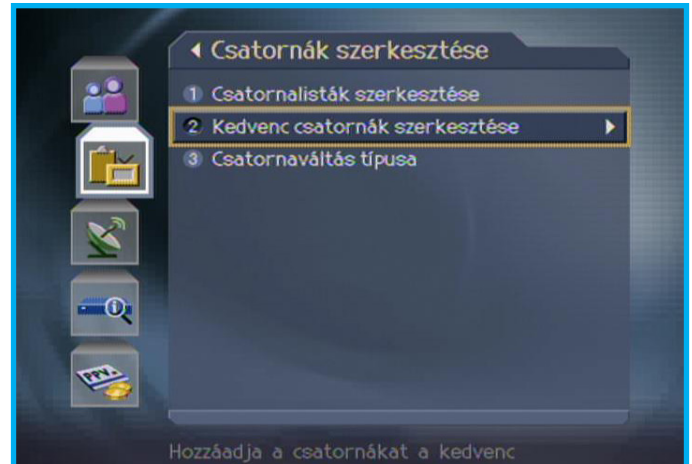 Csatornák szerkesztése
1 Csatornalisták szerkesztése
2 Kedvenc csatornák szerkesztése
3 Csatornaváltás típusa
PPV.
Hozzáadja a csatornákat a kedvenc